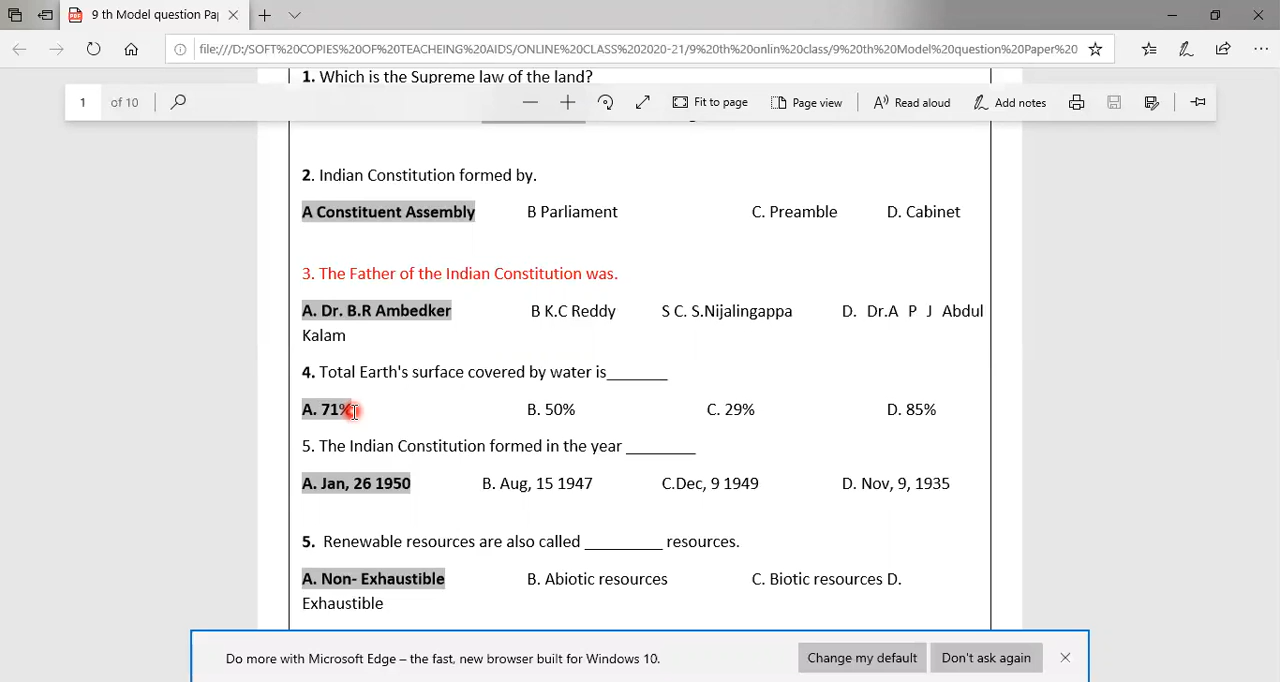 9 th Model question Pa
file:///D:/SOFT%20COPIES%20OF%20TEACHEING%20AIDS/ONLINE%20CLASS%202020-21/9%20th%20onlin%20class/9%20th%20Model%20question%20Paper%20
1. Which is the Supreme law of the land?
1 of 10 Fit to page Page view Read aloud Add notes
2. Indian Constitution formed by.
A Constituent Assembly B Parliament C. Preamble D. Cabinet
3. The Father of the Indian Constitution was.
A. Dr. B.R Ambedker B K.C Reddy S C. S.Nijalingappa D. Dr.A P J Abdul
Kalam
4. Total Earth's surface covered by water is_______
A. 71% B. 50% C. 29% D. 85%
5. The Indian Constitution formed in the year ________
A. Jan, 26 1950 B. Aug, 15 1947 C.Dec, 9 1949 D. Nov, 9, 1935
5. Renewable resources are also called _________ resources.
A. Non- Exhaustible B. Abiotic resources C. Biotic resources D.
Exhaustible
Do more with Microsoft Edge – the fast, new browser built for Windows 10. Change my default Don't ask again